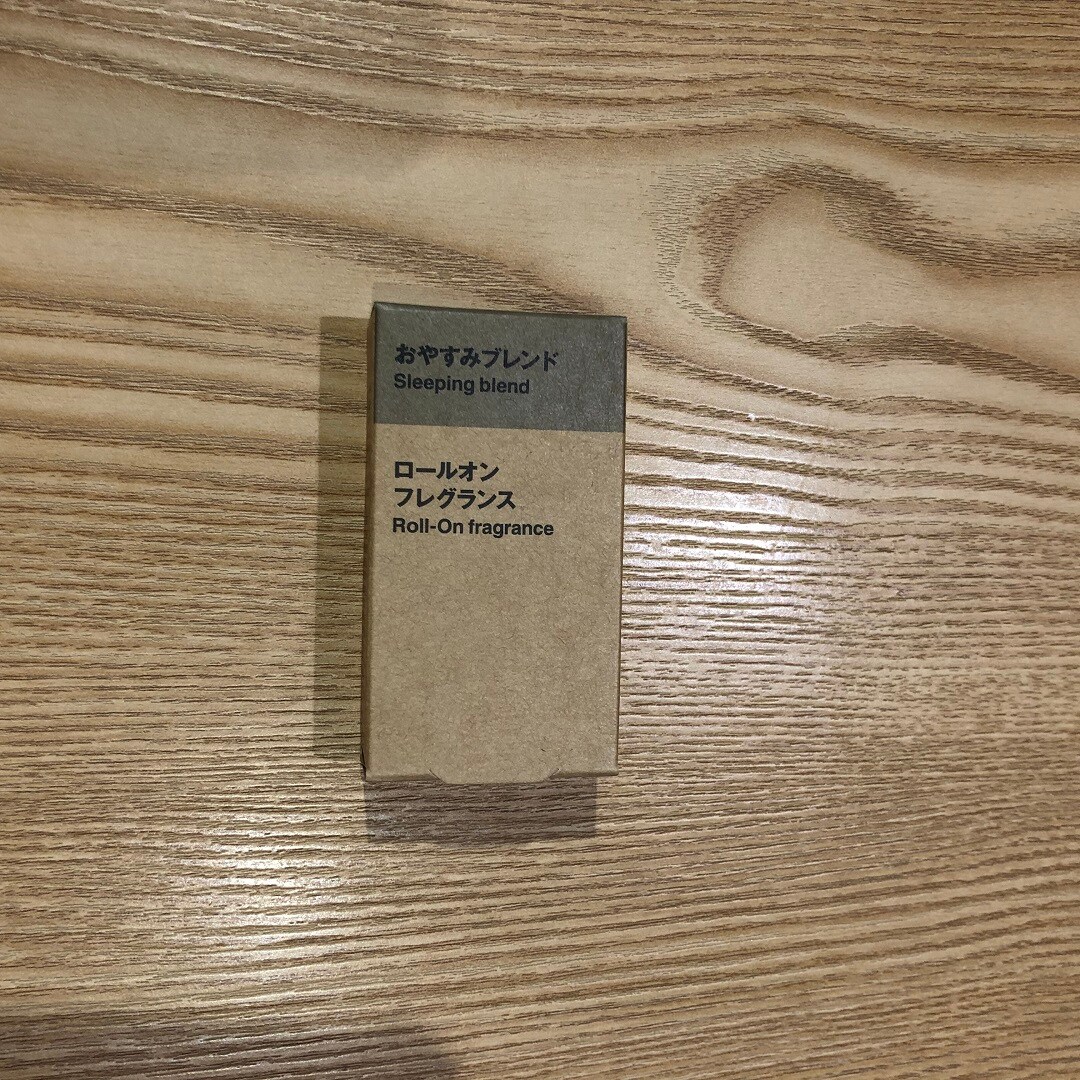 おやすみブレンド
Sleeping blend
ロールオン
フレグランス
Roll-On fragrance